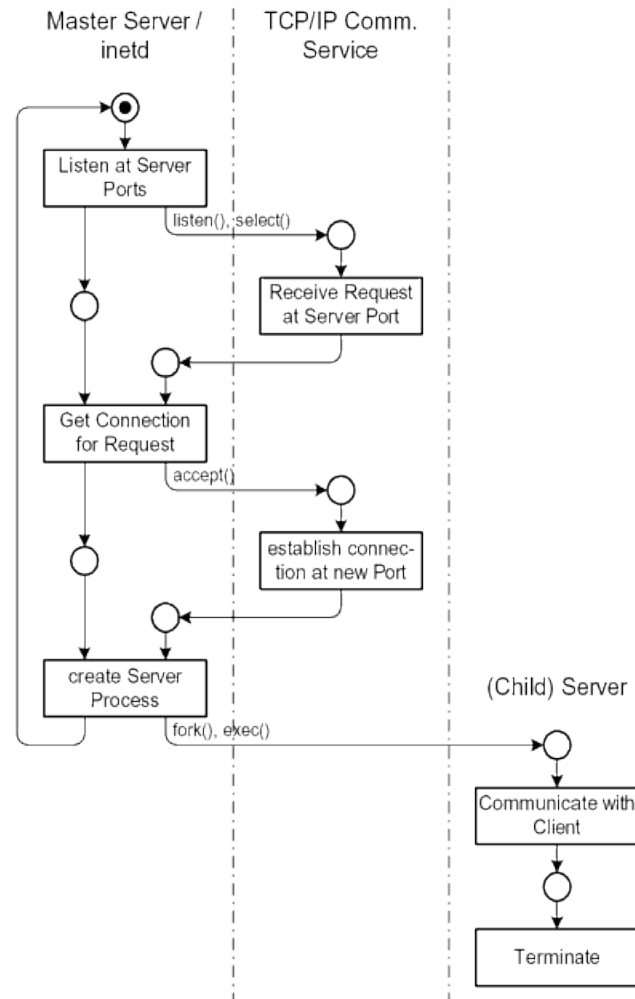 Master Server /
inetd
TCP/IP Comm.
Service
Listen at Server
Ports
listen(), select()
Receive Request
at Server Port
Get Connection
for Request
accept()
establish connec-
tion at new Port
create Server
Process
fork(), exec()
(Child) Server
Communicate with
Client
Terminate